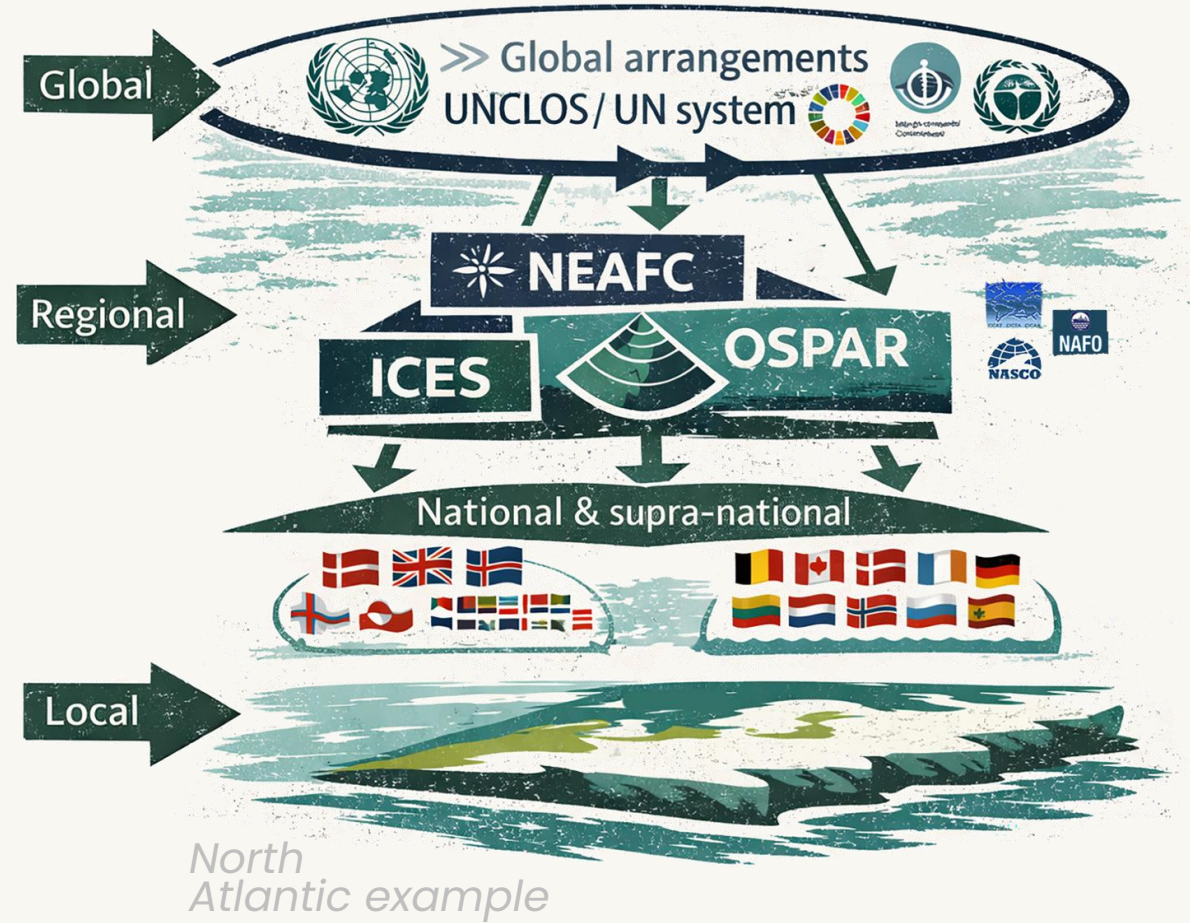 Global
>> Global arrangements
UNCLOS / UN system
Regional
NEAFC
ICES
OSPAR
NAFO
NASCO
National & supra-national
Local
North
Atlantic example